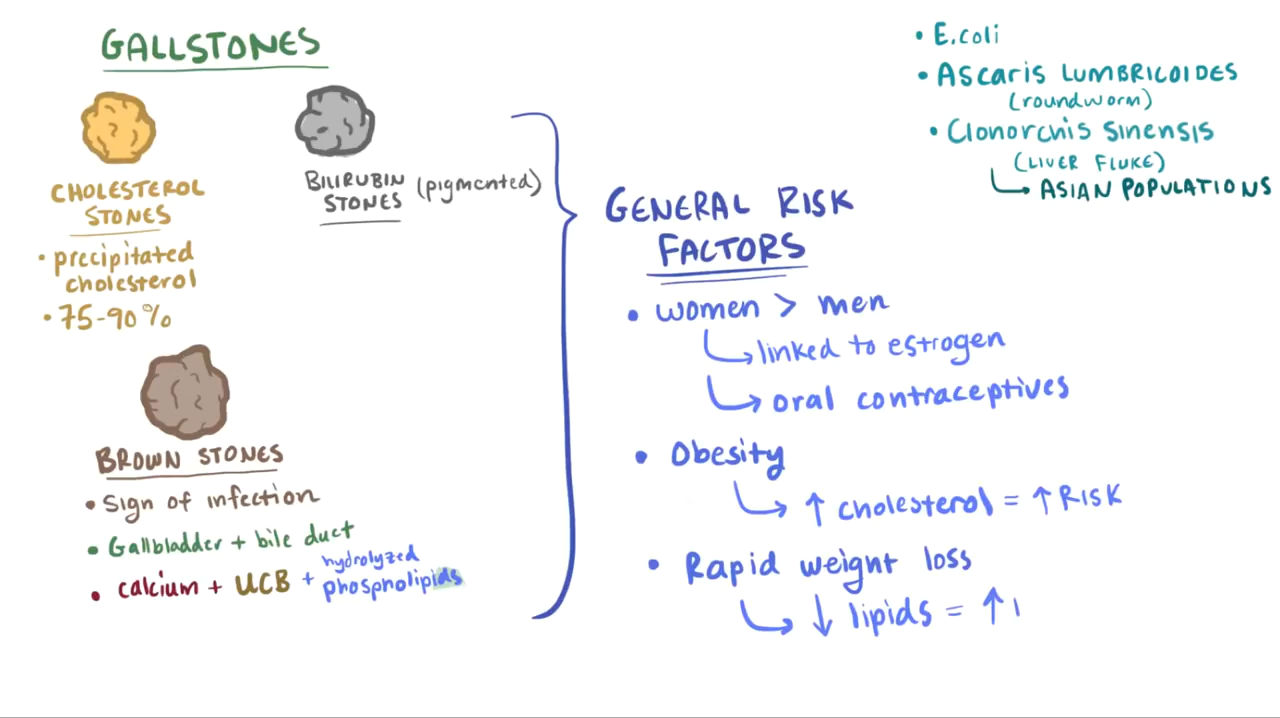 GALLSTONES
CHOLESTEROL
STONES
• precipitated
cholesterol
• 75-90%
BILIRUBIN
STONES
(pigmented)
BROWN STONES
• Sign of infection
• Gallbladder + bile duct
hydrolyzed
• calcium + UCB + phospholipids
GENERAL RISK
FACTORS
• women > men
linked to estrogen
oral contraceptives
• Obesity
↑ cholesterol = ↑ RISK
• Rapid weight loss
↓ lipids = ↑
• E.coli
• ASCARIS LUMBRICOIDES
(roundworm)
• Clonorchis sinensis
(LIVER FLUKE)
ASIAN POPULATIONS